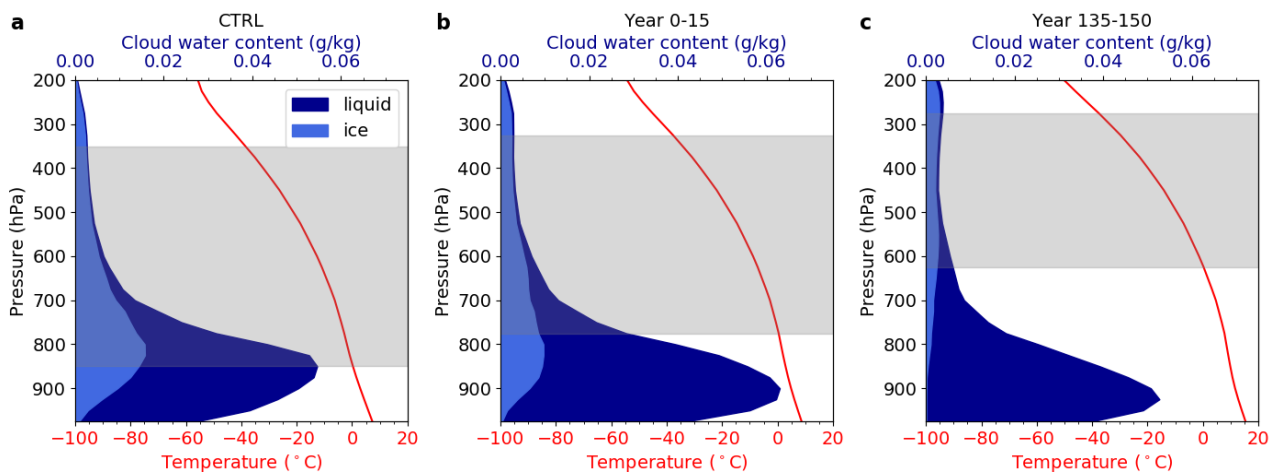 a
CTRL
Cloud water content (g/kg)
0.00 0.02 0.04 0.06
200
300
400
500
600
700
800
900
Pressure (hPa)
liquid
ice
−100 −80 −60 −40 −20 0 20
Temperature (°C)
b
Year 0-15
Cloud water content (g/kg)
0.00 0.02 0.04 0.06
200
300
400
500
600
700
800
900
Pressure (hPa)
−100 −80 −60 −40 −20 0 20
Temperature (°C)
c
Year 135-150
Cloud water content (g/kg)
0.00 0.02 0.04 0.06
200
300
400
500
600
700
800
900
Pressure (hPa)
−100 −80 −60 −40 −20 0 20
Temperature (°C)